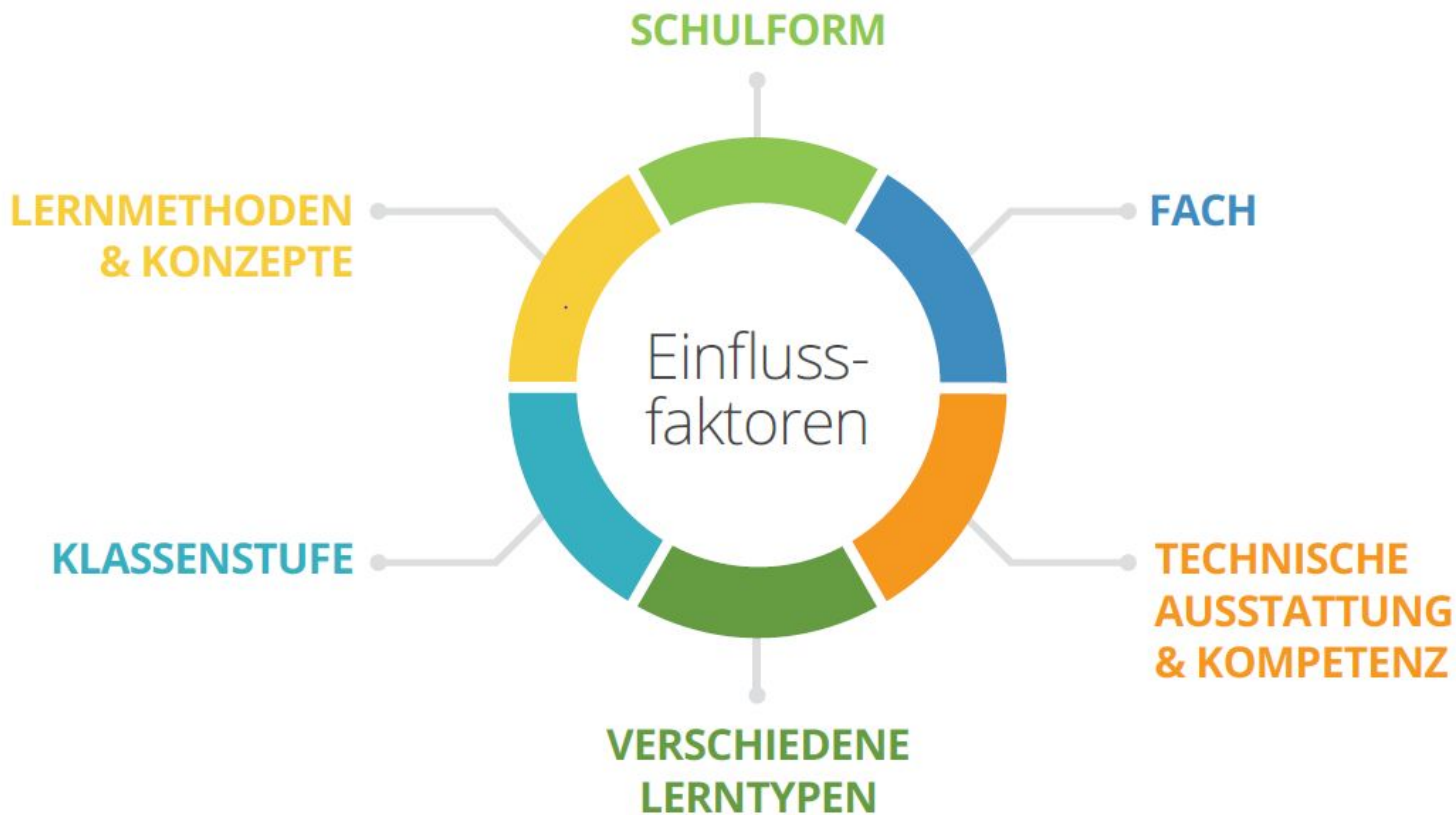 SCHULFORM
FACH
TECHNISCHE
AUSSTATTUNG
& KOMPETENZ
VERSCHIEDENE
LERNTYPEN
KLASSENSTUFE
LERNMETHODEN
& KONZEPTE
Einfluss-
faktoren